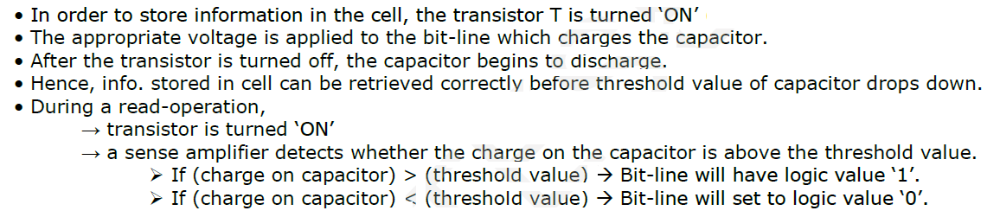 • In order to store information in the cell, the transistor T is turned ‘ON’
• The appropriate voltage is applied to the bit-line which charges the capacitor.
• After the transistor is turned off, the capacitor begins to discharge.
• Hence, info. stored in cell can be retrieved correctly before threshold value of capacitor drops down.
• During a read-operation,
→ transistor is turned ‘ON’
→ a sense amplifier detects whether the charge on the capacitor is above the threshold value.
➢ If (charge on capacitor) > (threshold value) → Bit-line will have logic value ‘1’.
➢ If (charge on capacitor) < (threshold value) → Bit-line will set to logic value ‘0’.